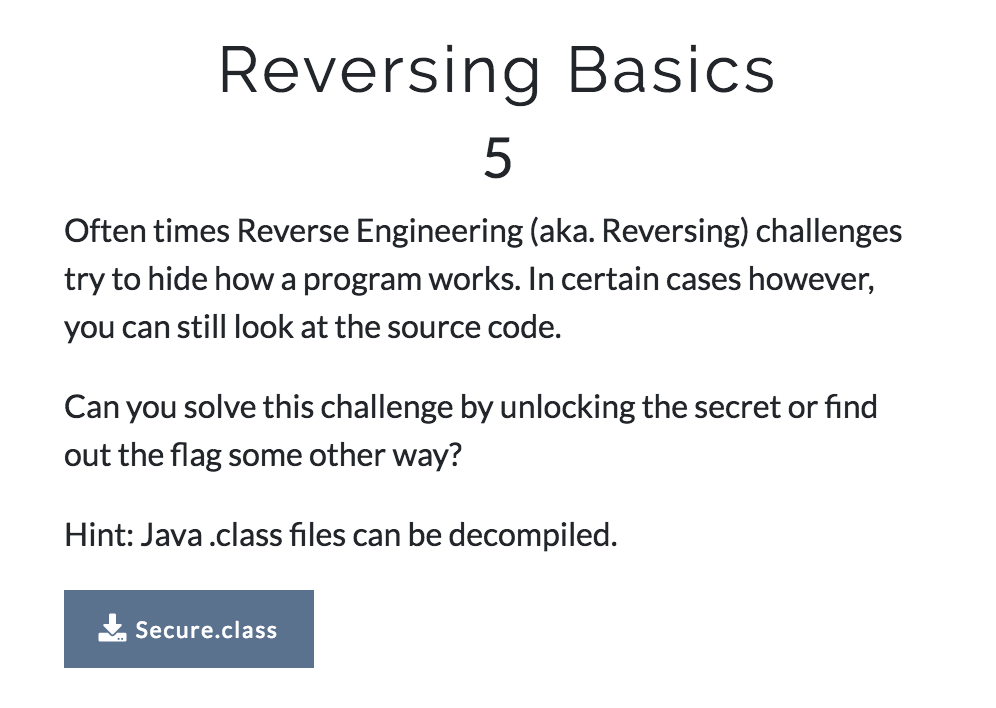 Reversing Basics
5
Often times Reverse Engineering (aka. Reversing) challenges
try to hide how a program works. In certain cases however,
you can still look at the source code.
Can you solve this challenge by unlocking the secret or find
out the flag some other way?
Hint: Java .class files can be decompiled.
Secure.class